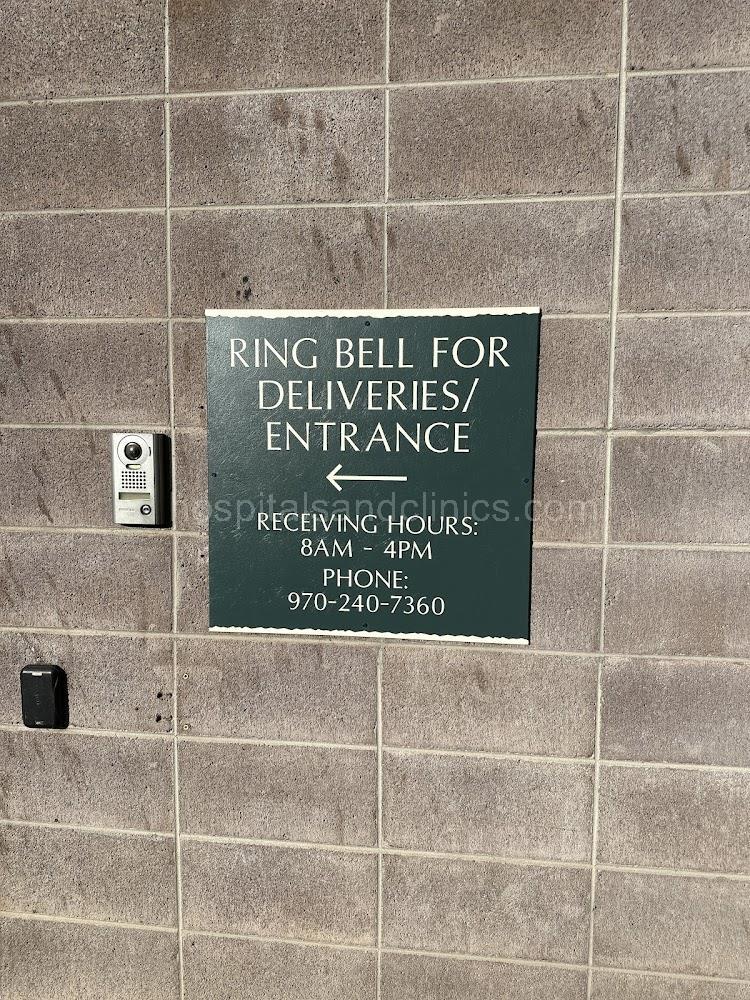 RING BELL FOR
DELIVERIES/
ENTRANCE
hospitalsandclinics.com
RECEIVING HOURS:
8AM - 4PM
PHONE:
970-240-7360